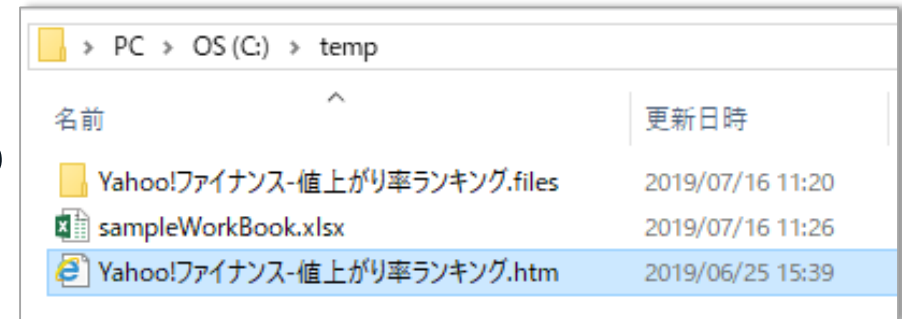 > PC > OS (C:) > temp
名前 更新日時
Yahoo!ファイナンス-値上がり率ランキング.files 2019/07/16 11:20
sampleWorkBook.xlsx 2019/07/16 11:26
Yahoo!ファイナンス-値上がり率ランキング.htm 2019/06/25 15:39